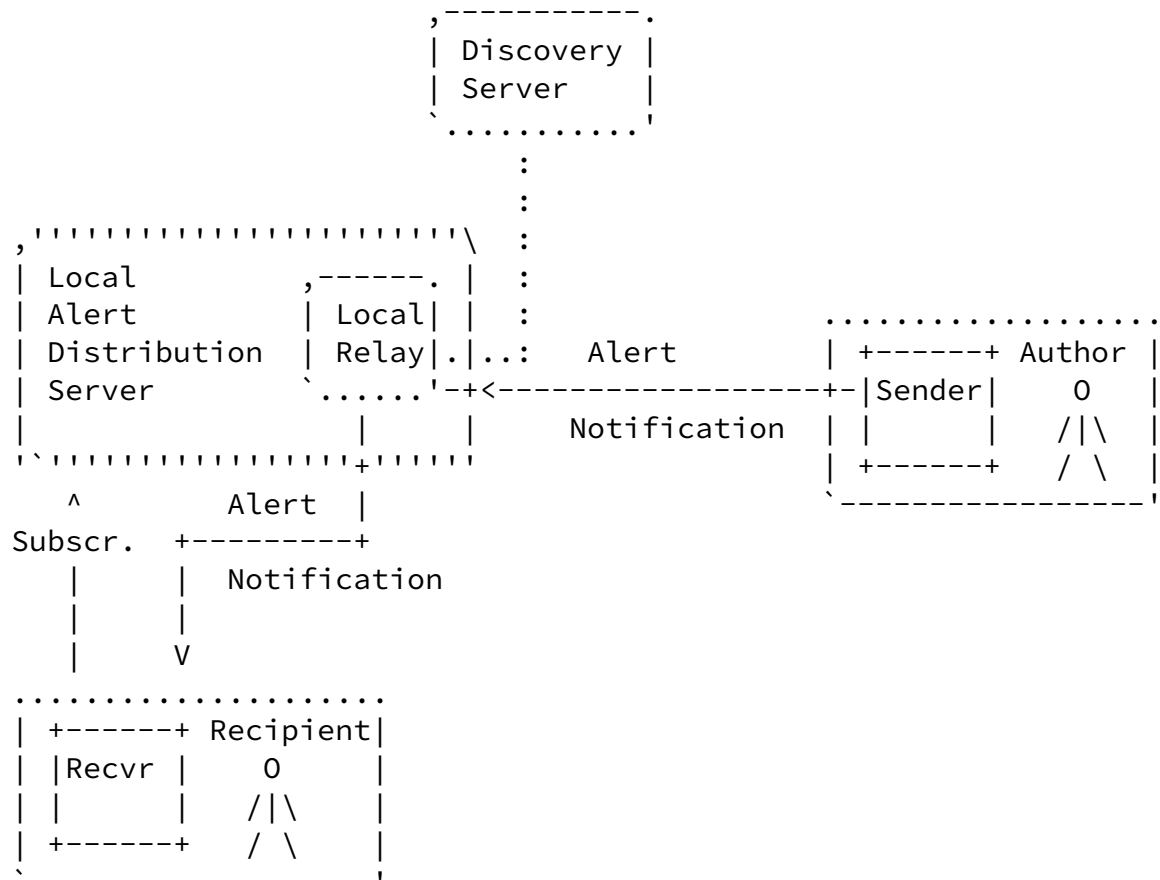 Discovery
Server
Local
Alert Local
Distribution Relay Alert Author
Server Sender O
Notification
^ Alert
Subscr.
Notification
V
Recipient
Recvr O